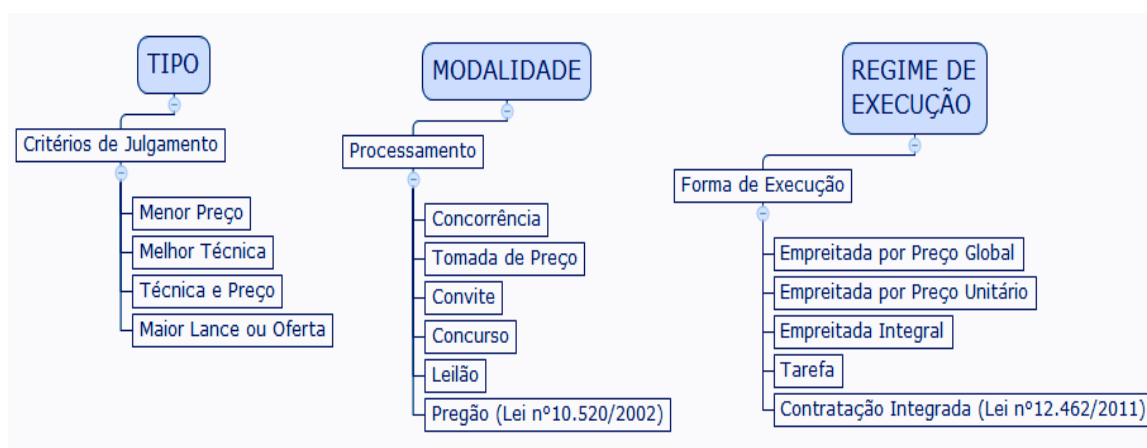 TIPO
Critérios de Julgamento
Menor Preço
Melhor Técnica
Técnica e Preço
Maior Lance ou Oferta
MODALIDADE
Processamento
Concorrência
Tomada de Preço
Convite
Concurso
Leilão
Pregão (Lei nº10.520/2002)
REGIME DE
EXECUÇÃO
Forma de Execução
Empreitada por Preço Global
Empreitada por Preço Unitário
Empreitada Integral
Tarefa
Contratação Integrada (Lei nº12.462/2011)